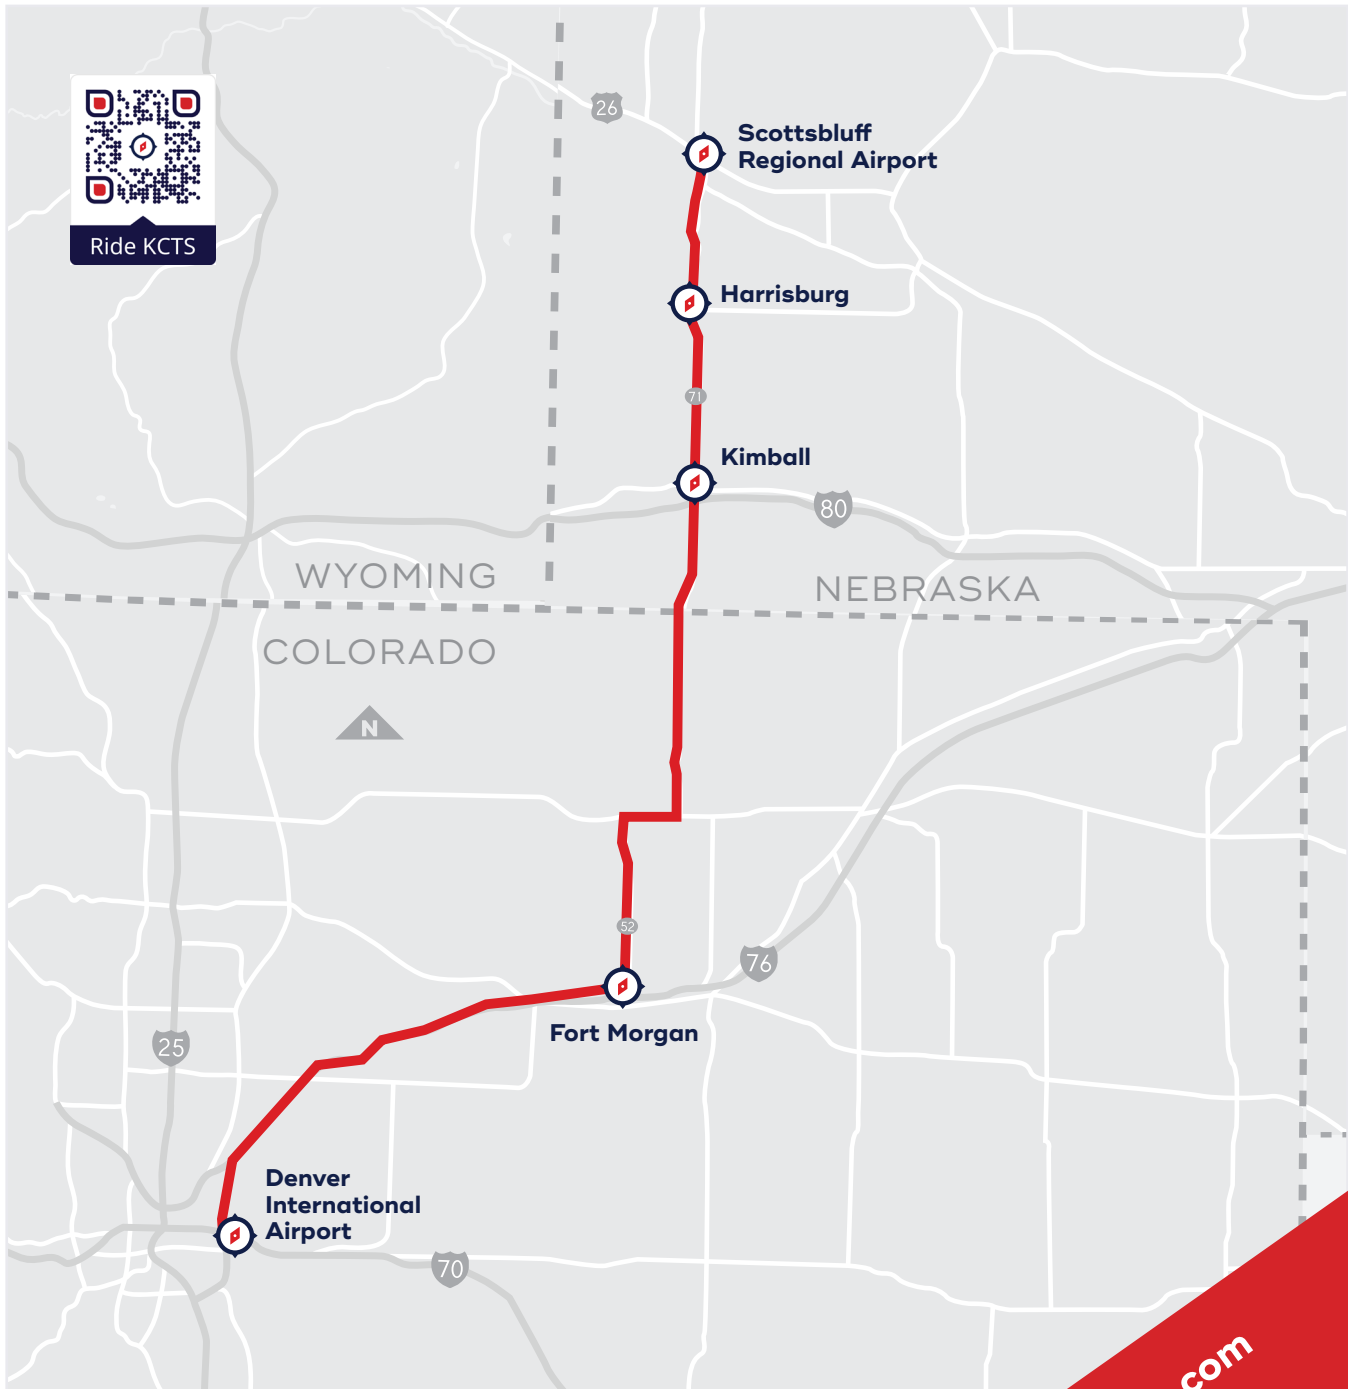 26
Scottsbluff
Regional Airport
Ride KCTS
Harrisburg
71
Kimball
80
WYOMING
NEBRASKA
COLORADO
N
52
76
Fort Morgan
25
Denver
International
Airport
70
.com